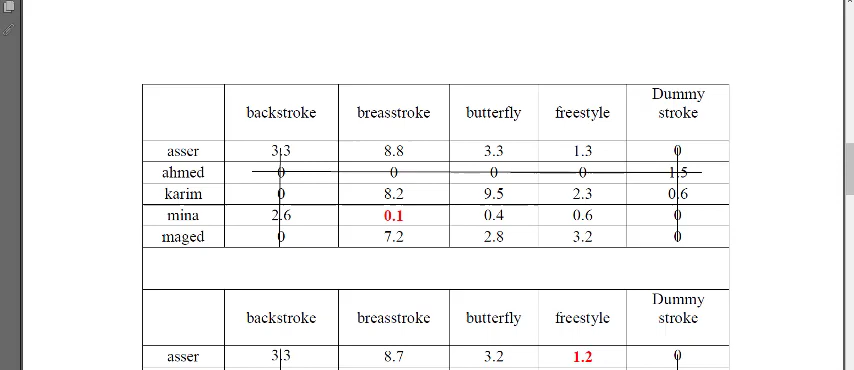 backstroke breasstroke butterfly freestyle Dummy stroke
asser 3.3 8.8 3.3 1.3 0
ahmed 0 0 0 0 1.5
karim 0 8.2 9.5 2.3 0.6
mina 2.6 0.1 0.4 0.6 0
maged 0 7.2 2.8 3.2 0
backstroke breasstroke butterfly freestyle Dummy stroke
asser 3.3 8.7 3.2 1.2 0